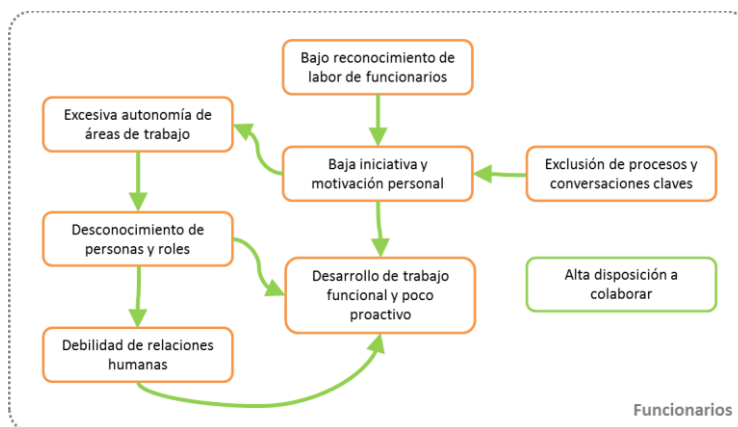 Bajo reconocimiento de
labor de funcionarios
Excesiva autonomía de
áreas de trabajo
Baja iniciativa y
motivación personal
Exclusión de procesos y
conversaciones claves
Desconocimiento de
personas y roles
Desarrollo de trabajo
funcional y poco
proactivo
Alta disposición a
colaborar
Debilidad de relaciones
humanas
Funcionarios